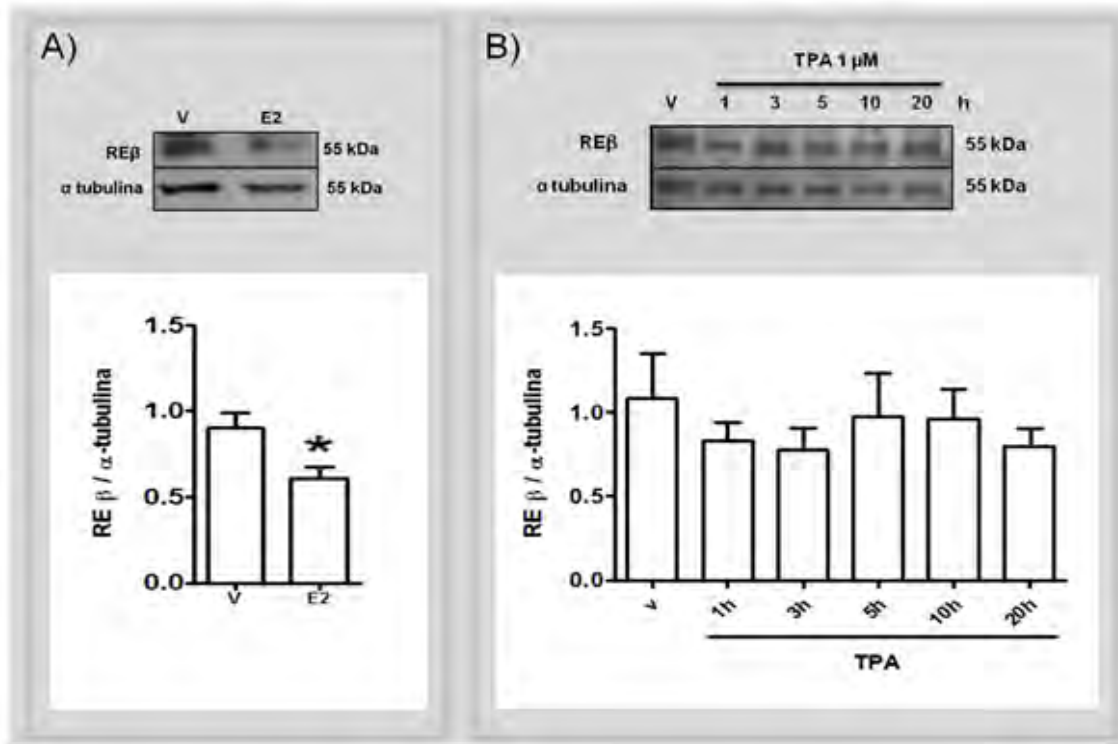 A)
V E2
REβ 55 kDa
α tubulina 55 kDa
RE β / α-tubulina
1.5
1.0
*
0.5
0.0
V E2
B)
TPA 1 µM
V 1 3 5 10 20 h
REβ 55 kDa
α tubulina 55 kDa
RE β / α-tubulina
1.5
1.0
0.5
0.0
v 1h 3h 5h 10h 20h
TPA